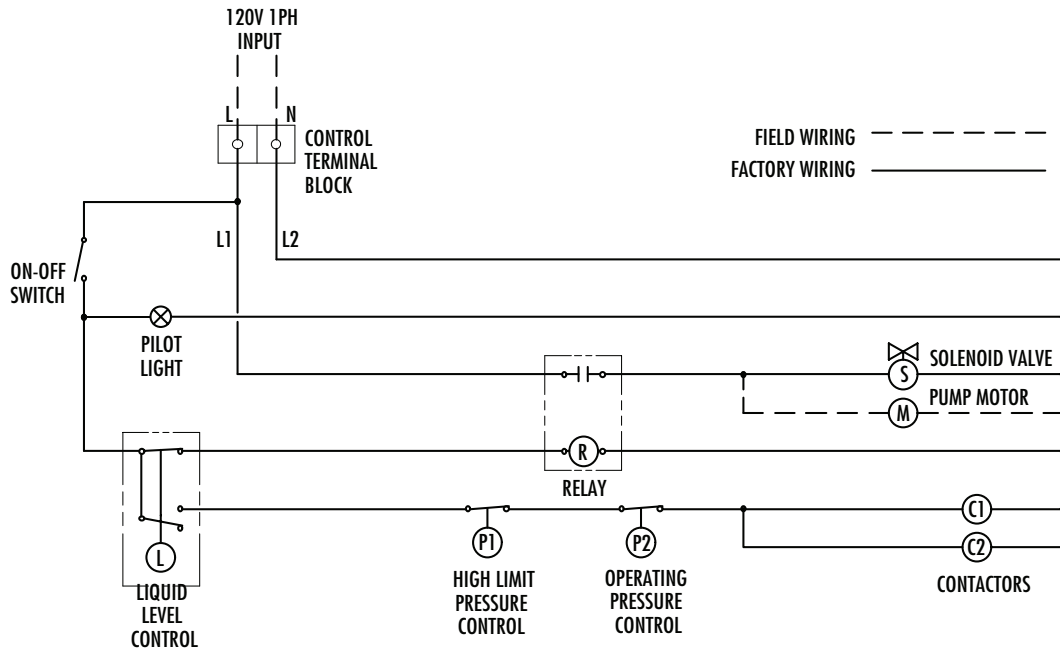 120V 1PH
INPUT
L
N
CONTROL
TERMINAL
BLOCK
FIELD WIRING
FACTORY WIRING
L1
L2
ON-OFF
SWITCH
PILOT
LIGHT
SOLENOID VALVE
S
PUMP MOTOR
M
R
RELAY
L
LIQUID
LEVEL
CONTROL
P1
HIGH LIMIT
PRESSURE
CONTROL
P2
OPERATING
PRESSURE
CONTROL
C1
C2
CONTACTORS